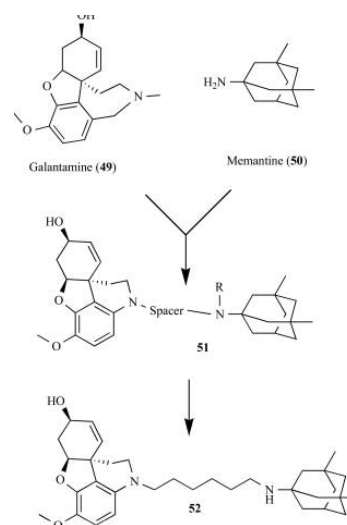 OH
O
N
O
Galantamine (49)
H₂N
Memantine (50)
HO
O
O
N
Spacer
R
N
51
HO
O
O
N
N
H
52